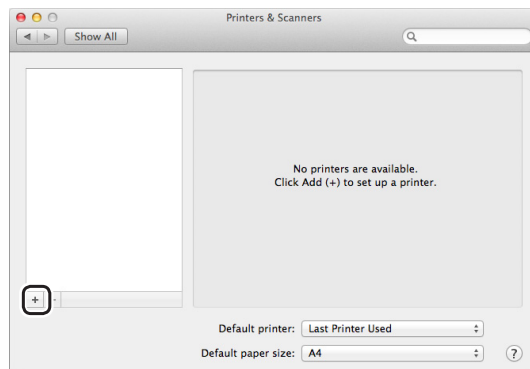 Printers & Scanners
Show All
No printers are available.
Click Add (+) to set up a printer.
+ -
Default printer: Last Printer Used
Default paper size: A4 ?